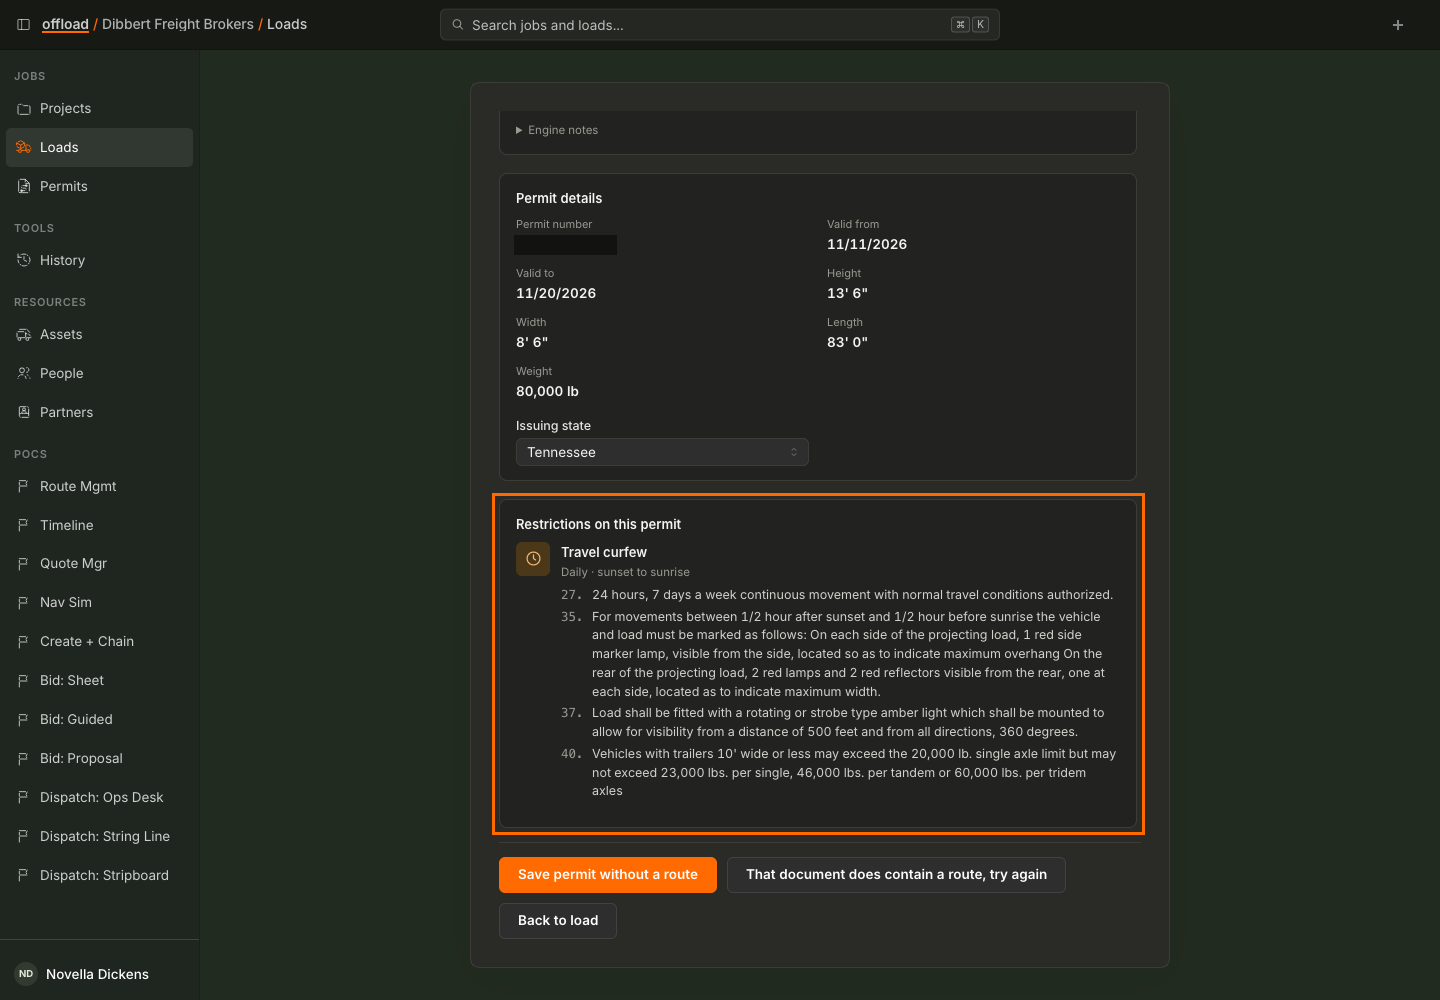 offload / Dibbert Freight Brokers / Loads
Search jobs and loads...
⌘ K
JOBS
Projects
Loads
Permits
TOOLS
History
RESOURCES
Assets
People
Partners
POCS
Route Mgmt
Timeline
Quote Mgr
Nav Sim
Create + Chain
Bid: Sheet
Bid: Guided
Bid: Proposal
Dispatch: Ops Desk
Dispatch: String Line
Dispatch: Stripboard
ND Novella Dickens
Engine notes
Permit details
Permit number
Valid from
11/11/2026
Valid to
11/20/2026
Height
13' 6"
Width
8' 6"
Length
83' 0"
Weight
80,000 lb
Issuing state
Tennessee
Restrictions on this permit
Travel curfew
Daily · sunset to sunrise
27. 24 hours, 7 days a week continuous movement with normal travel conditions authorized.
35. For movements between 1/2 hour after sunset and 1/2 hour before sunrise the vehicle
and load must be marked as follows: On each side of the projecting load, 1 red side
marker lamp, visible from the side, located so as to indicate maximum overhang On the
rear of the projecting load, 2 red lamps and 2 red reflectors visible from the rear, one at
each side, located as to indicate maximum width.
37. Load shall be fitted with a rotating or strobe type amber light which shall be mounted to
allow for visibility from a distance of 500 feet and from all directions, 360 degrees.
40. Vehicles with trailers 10' wide or less may exceed the 20,000 lb. single axle limit but may
not exceed 23,000 lbs. per single, 46,000 lbs. per tandem or 60,000 lbs. per tridem
axles
Save permit without a route
That document does contain a route, try again
Back to load